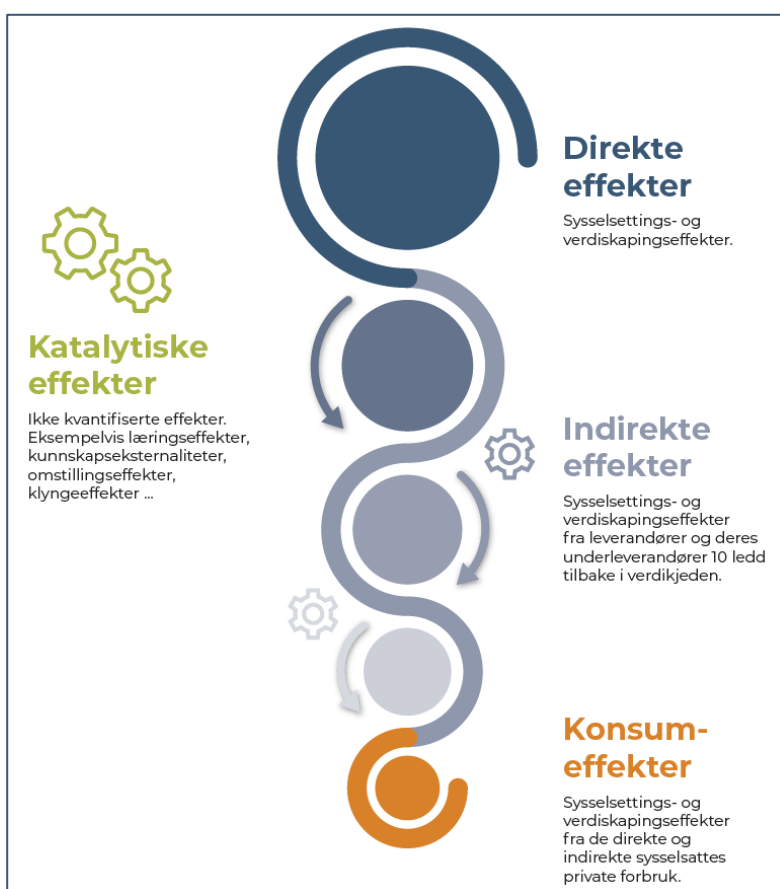 Direkte
effekter
Sysselsettings- og
verdiskapingseffekter.
Katalytiske
effekter
Ikke kvantifiserte effekter.
Eksempelvis læringseffekter,
kunnskapseksternaliteter,
omstillingseffekter,
klyngeeffekter ...
Indirekte
effekter
Sysselsettings- og
verdiskapingseffekter
fra leverandører og deres
underleverandører 10 ledd
tilbake i verdikjeden.
Konsum-
effekter
Sysselsettings- og
verdiskapingseffekter
fra de direkte og
indirekte sysselsattes
private forbruk.